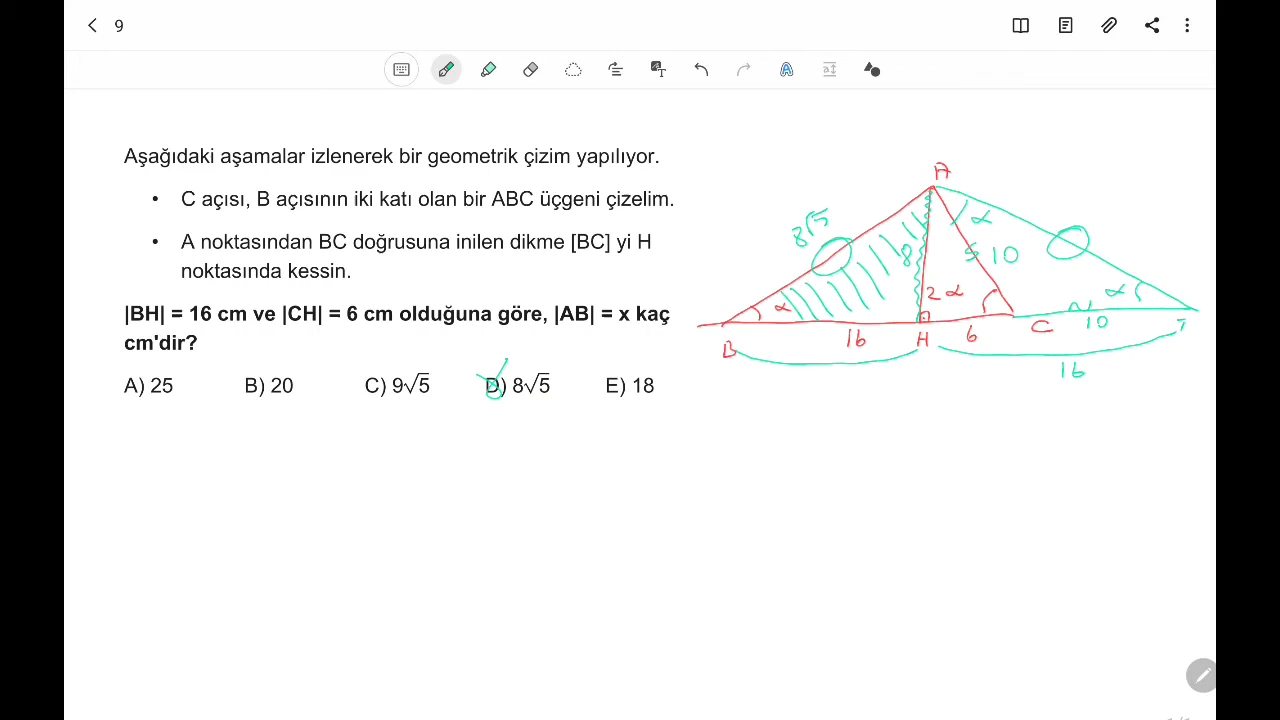 9
Aşağıdaki aşamalar izlenerek bir geometrik çizim yapılıyor.
• C açısı, B açısının iki katı olan bir ABC üçgeni çizelim.
• A noktasından BC doğrusuna inilen dikme [BC] yi H
noktasında kessin.
|BH| = 16 cm ve |CH| = 6 cm olduğuna göre, |AB| = x kaç
cm'dir?
A) 25 B) 20 C) 9√5 D) 8√5 E) 18
A
8√5
α
8
10
2α
α
α
B
16
H
6
C
10
16